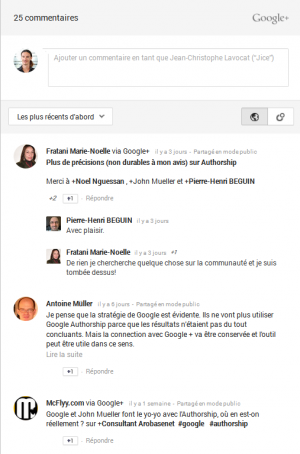 25 commentaires
Google+
Ajouter un commentaire en tant que Jean-Christophe Lavocat ("Jice")
Les plus récents d'abord
Fratani Marie-Noelle via Google+ il y a 3 jours - Partagé en mode public
Plus de précisions (non durables à mon avis) sur Authorship
Merci à +Noel Nguessan , +John Mueller et +Pierre-Henri BEGUIN
+2 +1 · Répondre
Pierre-Henri BEGUIN il y a 3 jours
Avec plaisir.
Fratani Marie-Noelle il y a 3 jours +1
De rien je chercherche quelque chose sur la communauté et je suis
tombée dessus!
Antoine Müller il y a 6 jours - Partagé en mode public
Je pense que la stratégie de Google est évidente. Ils ne vont plus utiliser
Google Authorship parce que les résultats n'étaient pas du tout
concluants. Mais la connection avec Google + va être conservée et l'outil
peut être utile dans ce sens.
Lire la suite
+1 · Répondre
McFlyy.com via Google+ il y a 1 semaine - Partagé en mode public
Google et John Mueller font le yo-yo avec l'Authorship, où en est-on
réellement ? sur +Consultant Arobasenet #google #authorship
+1 · Répondre